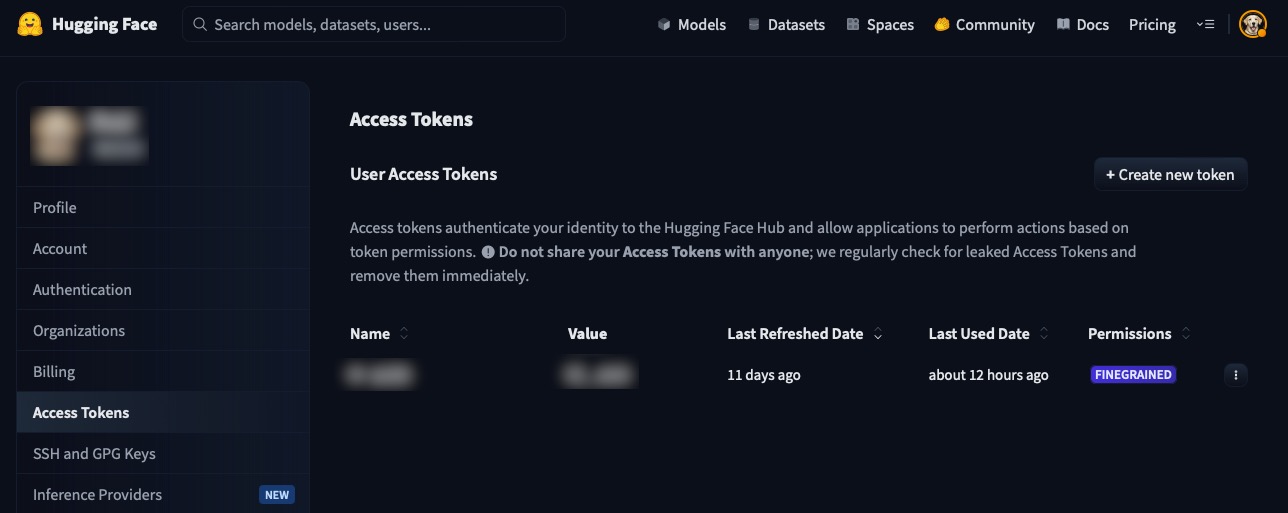 Hugging Face
Search models, datasets, users...
Models
Datasets
Spaces
Community
Docs
Pricing
Profile
Account
Authentication
Organizations
Billing
Access Tokens
SSH and GPG Keys
Inference Providers NEW
Access Tokens
User Access Tokens
+ Create new token
Access tokens authenticate your identity to the Hugging Face Hub and allow applications to perform actions based on
token permissions. Do not share your Access Tokens with anyone; we regularly check for leaked Access Tokens and
remove them immediately.
Name Value Last Refreshed Date Last Used Date Permissions
11 days ago about 12 hours ago FINEGRAINED